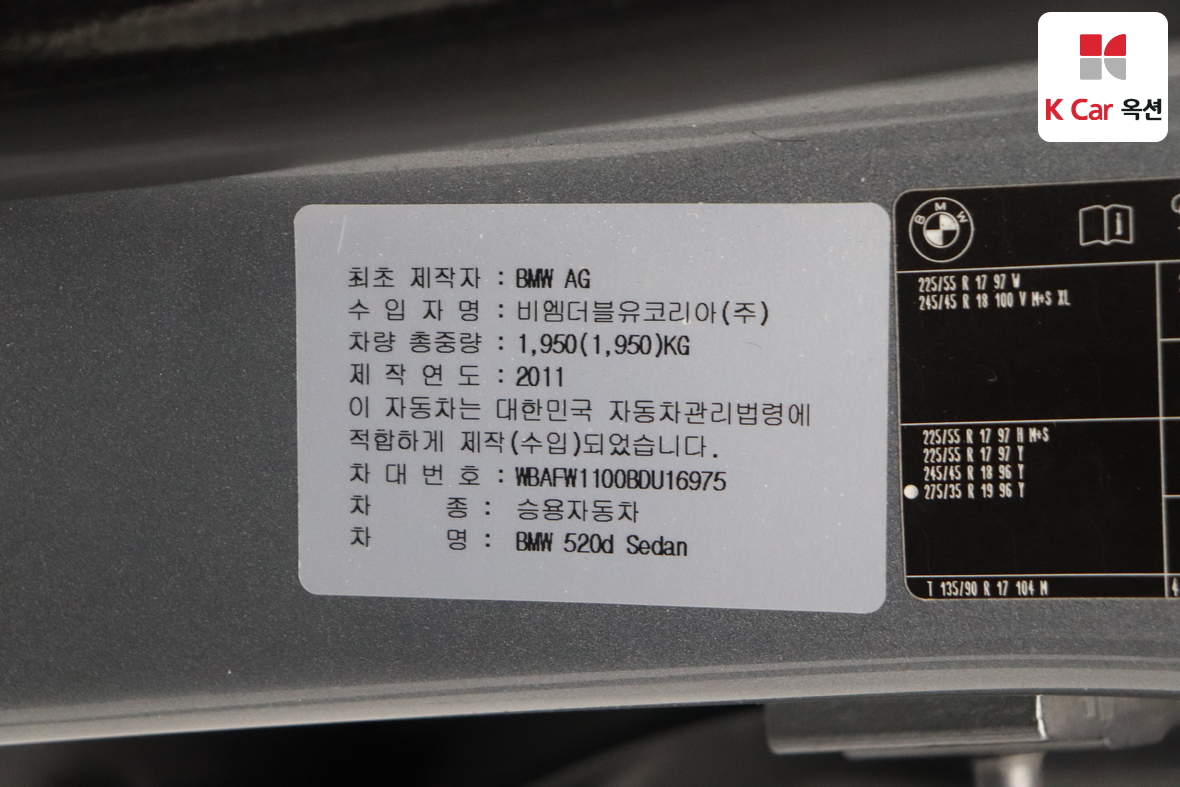 K Car 옥션
최초 제작자 : BMW AG
수 입 자 명 : 비엠더블유코리아(주)
차량 총중량 : 1,950(1,950)KG
제 작 연 도 : 2011
이 자동차는 대한민국 자동차관리법령에
적합하게 제작(수입)되었습니다.
차 대 번 호 : WBAFW1100BDU16975
차 종 : 승용자동차
차 명 : BMW 520d Sedan
BMW
i
225/55 R 17 97 W
245/45 R 18 100 V M+S XL
225/55 R 17 97 H M+S
225/55 R 17 97 Y
245/45 R 18 96 Y
275/35 R 19 96 Y
T 135/90 R 17 104 M
4